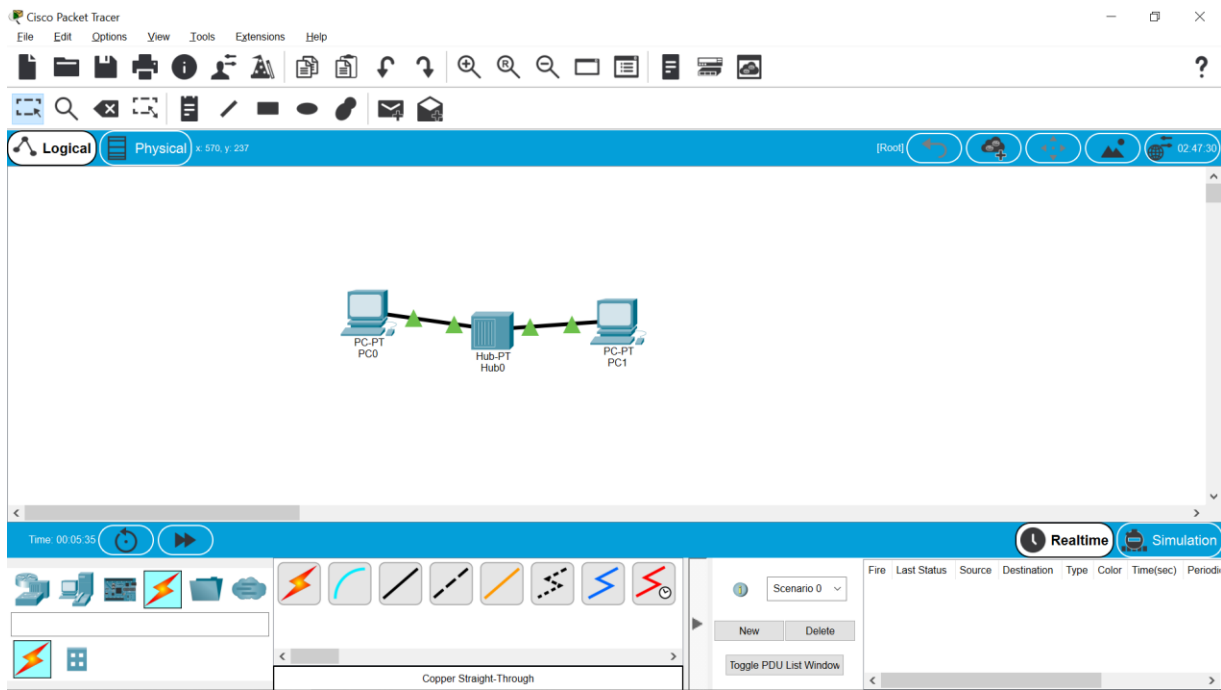 Cisco Packet Tracer
File Edit Options View Tools Extensions Help
R
?
Logical Physical x: 570, y: 237 [Root] 02:47:30
PC-PT
PC0
Hub-PT
Hub0
PC-PT
PC1
Time: 00:05:35 Realtime Simulation
Fire Last Status Source Destination Type Color Time(sec) Periodic
Scenario 0
New Delete
Toggle PDU List Window
Copper Straight-Through